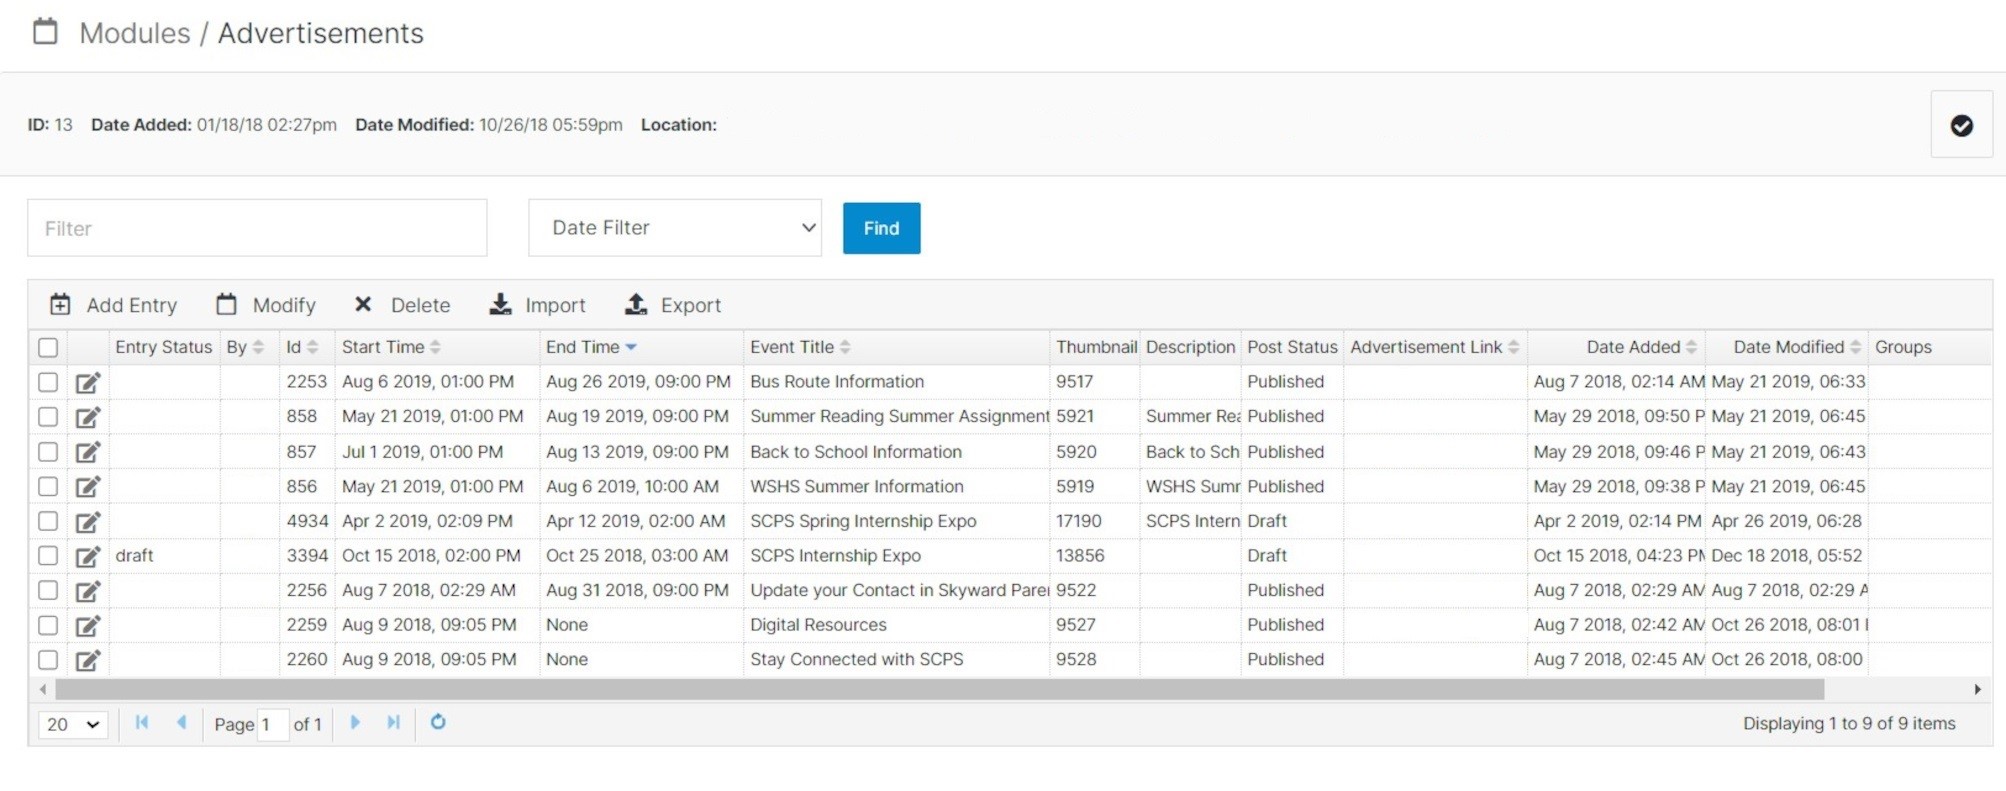 Modules / Advertisements
ID: 13 Date Added: 01/18/18 02:27pm Date Modified: 10/26/18 05:59pm Location:
Filter Date Filter Find
Add Entry Modify Delete Import Export
Entry Status By Id Start Time End Time Event Title Thumbnail Description Post Status Advertisement Link Date Added Date Modified Groups
2253 Aug 6 2019, 01:00 PM Aug 26 2019, 09:00 PM Bus Route Information 9517 Published Aug 7 2018, 02:14 AM May 21 2019, 06:33
858 May 21 2019, 01:00 PM Aug 19 2019, 09:00 PM Summer Reading Summer Assignment 5921 Summer Rea Published May 29 2018, 09:50 P May 21 2019, 06:45
857 Jul 1 2019, 01:00 PM Aug 13 2019, 09:00 PM Back to School Information 5920 Back to Sch Published May 29 2018, 09:46 P May 21 2019, 06:43
856 May 21 2019, 01:00 PM Aug 6 2019, 10:00 AM WSHS Summer Information 5919 WSHS Summ Published May 29 2018, 09:38 P May 21 2019, 06:45
4934 Apr 2 2019, 02:09 PM Apr 12 2019, 02:00 AM SCPS Spring Internship Expo 17190 SCPS Intern Draft Apr 2 2019, 02:14 PM Apr 26 2019, 06:28
draft 3394 Oct 15 2018, 02:00 PM Oct 25 2018, 03:00 AM SCPS Internship Expo 13856 Draft Oct 15 2018, 04:23 PM Dec 18 2018, 05:52
2256 Aug 7 2018, 02:29 AM Aug 31 2018, 09:00 PM Update your Contact in Skyward Parei 9522 Published Aug 7 2018, 02:29 AM Aug 7 2018, 02:29 A
2259 Aug 9 2018, 09:05 PM None Digital Resources 9527 Published Aug 7 2018, 02:42 AM Oct 26 2018, 08:01
2260 Aug 9 2018, 09:05 PM None Stay Connected with SCPS 9528 Published Aug 7 2018, 02:45 AM Oct 26 2018, 08:00
20 Page 1 of 1 Displaying 1 to 9 of 9 items